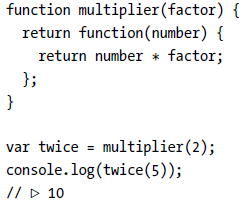 function multiplier(factor) {
  return function(number) {
    return number * factor;
  };
}

var twice = multiplier(2);
console.log(twice(5));
// ▷ 10